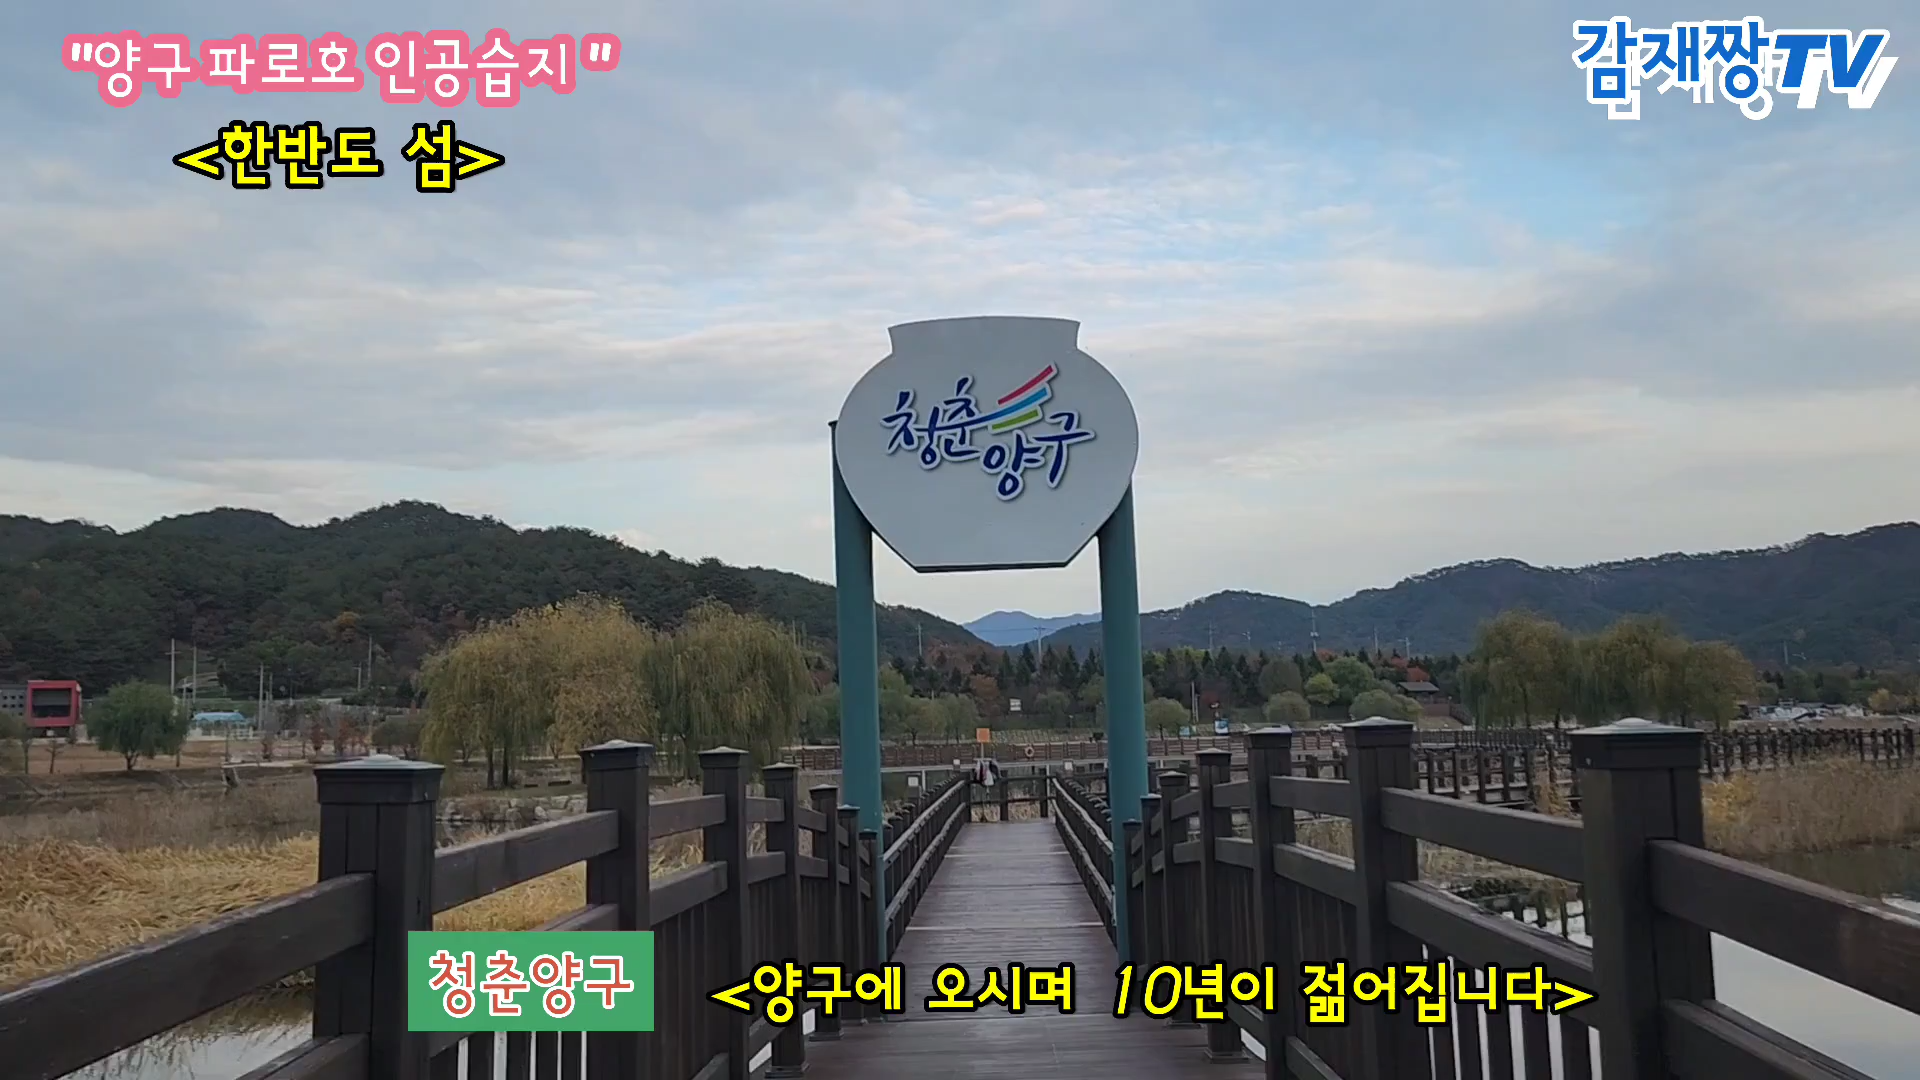 "양구 파로호 인공습지"
<한반도 섬>
감재짱TV
청춘
양구
청춘양구
<양구에 오시며 10년이 젊어집니다>